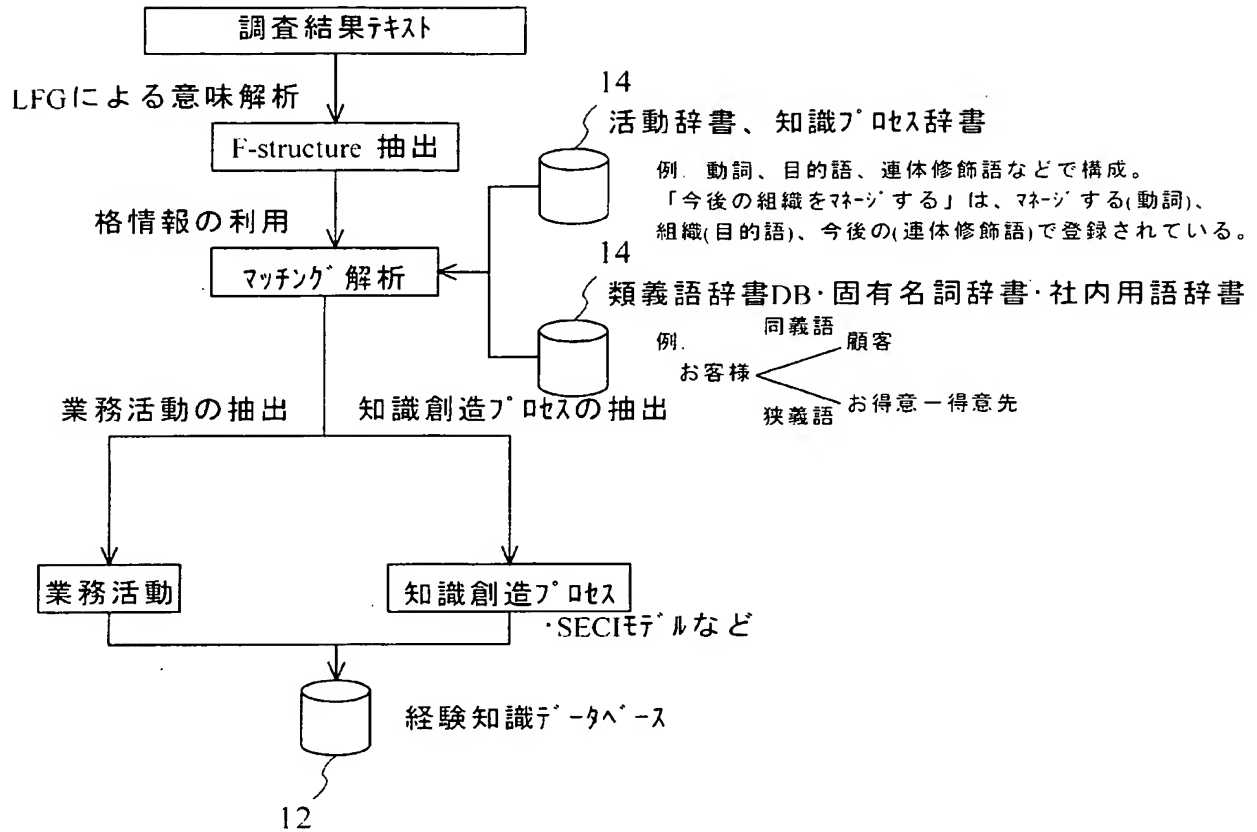 調査結果ﾃｷｽﾄ
LFGによる意味解析
F-structure 抽出
格情報の利用
ﾏｯﾁﾝｸﾞ解析
14
活動辞書、知識ﾌﾟﾛｾｽ辞書
例. 動詞、目的語、連体修飾語などで構成。
「今後の組織をﾏﾈｰｼﾞする」は、ﾏﾈｰｼﾞする(動詞)、
組織(目的語)、今後の(連体修飾語)で登録されている。
14
類義語辞書DB・固有名詞辞書・社内用語辞書
例.
同義語
顧客
お客様
お得意ー得意先
狭義語
業務活動の抽出
知識創造ﾌﾟﾛｾｽの抽出
業務活動
知識創造ﾌﾟﾛｾｽ
・SECIﾓﾃﾞﾙなど
経験知識ﾃﾞｰﾀﾍﾞｰｽ
12